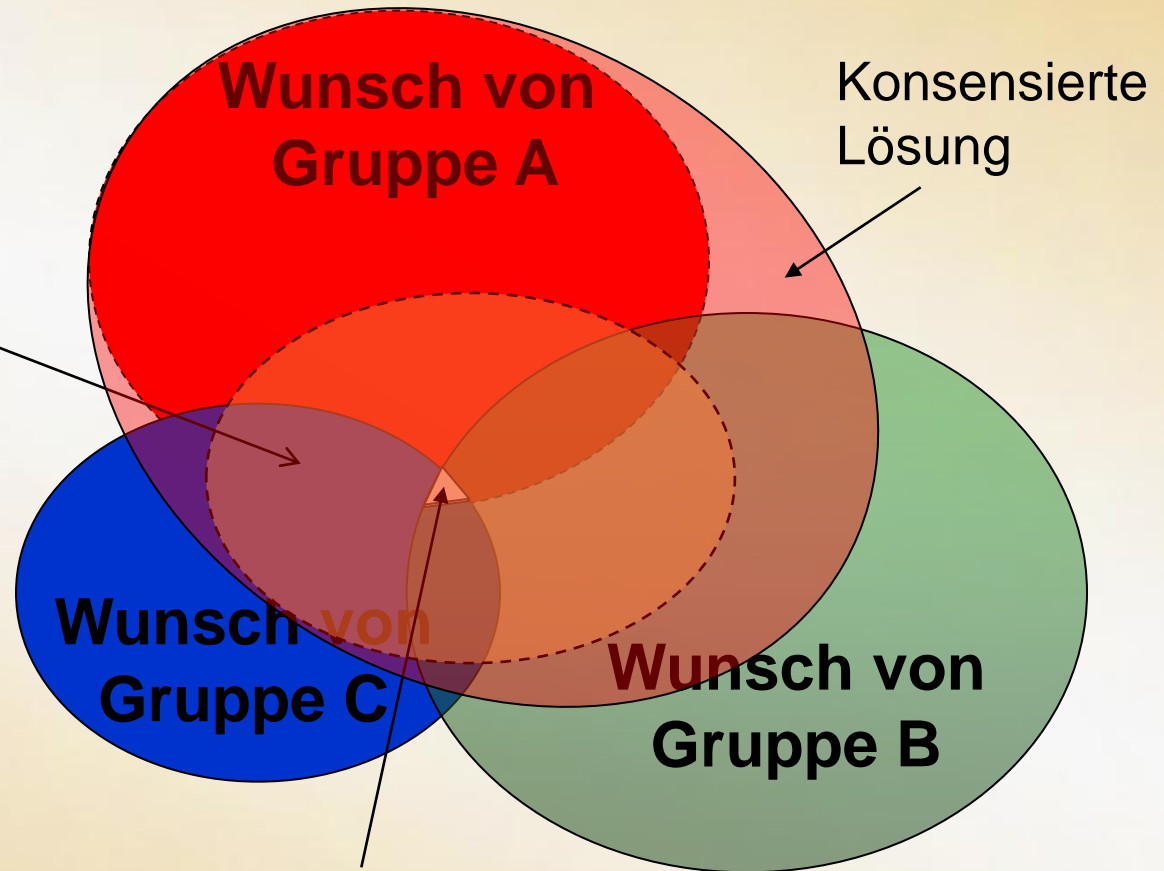 Wunsch von
Gruppe A
Konsensierte
Lösung
Wunsch von
Gruppe C
Wunsch von
Gruppe B